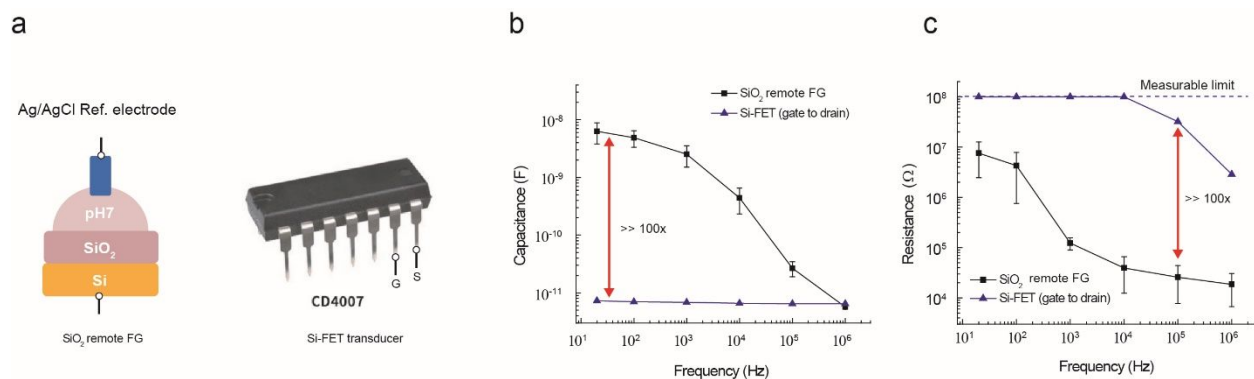 a
Ag/AgCl Ref. electrode
pH7
SiO₂
Si
SiO₂ remote FG
G
S
CD4007
Si-FET transducer
b
SiO₂ remote FG
Si-FET (gate to drain)
10⁻⁸
10⁻⁹
10⁻¹⁰
10⁻¹¹
Capacitance (F)
>> 100x
10¹ 10² 10³ 10⁴ 10⁵ 10⁶
Frequency (Hz)
c
Measurable limit
10⁸
10⁷
10⁶
10⁵
10⁴
Resistance (Ω)
>> 100x
SiO₂ remote FG
Si-FET (gate to drain)
10¹ 10² 10³ 10⁴ 10⁵ 10⁶
Frequency (Hz)